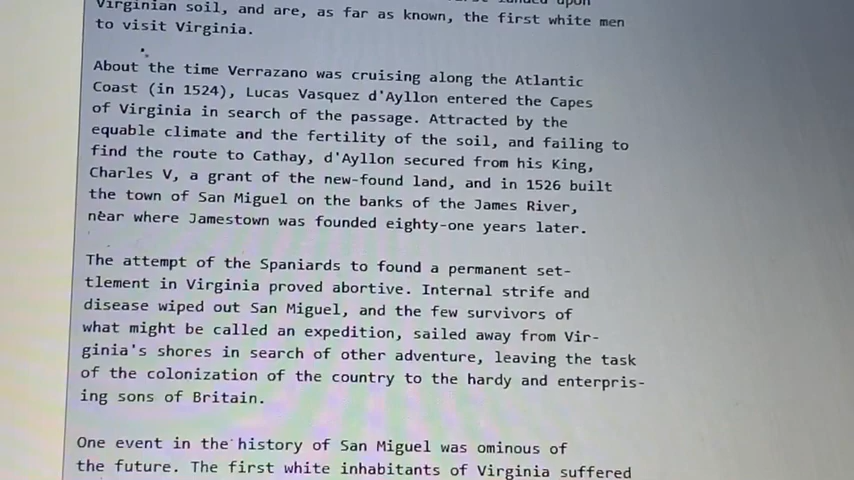 Virginian soil, and are, as far as known, the first white men
to visit Virginia.
About the time Verrazano was cruising along the Atlantic
Coast (in 1524), Lucas Vasquez d'Ayllon entered the Capes
of Virginia in search of the passage. Attracted by the
equable climate and the fertility of the soil, and failing to
find the route to Cathay, d'Ayllon secured from his King,
Charles V, a grant of the new-found land, and in 1526 built
the town of San Miguel on the banks of the James River,
near where Jamestown was founded eighty-one years later.
The attempt of the Spaniards to found a permanent set-
tlement in Virginia proved abortive. Internal strife and
disease wiped out San Miguel, and the few survivors of
what might be called an expedition, sailed away from Vir-
ginia's shores in search of other adventure, leaving the task
of the colonization of the country to the hardy and enterpris-
ing sons of Britain.
One event in the history of San Miguel was ominous of
the future. The first white inhabitants of Virginia suffered